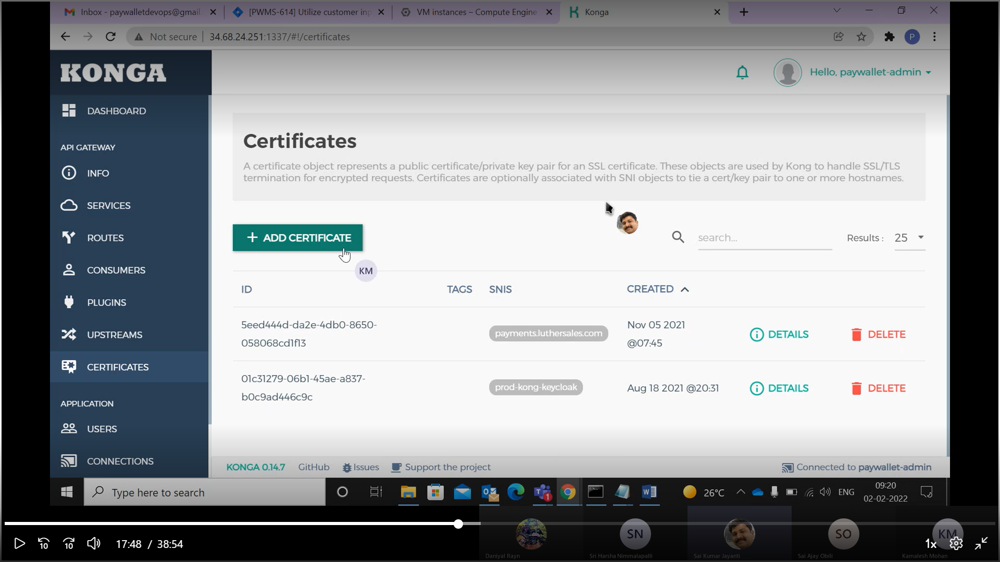 Inbox - paywalletdevops@gmail.
[PWMS-614] Utilize customer inp
VM instances – Compute Engine
Konga
Not secure
34.68.24.251:1337/#!/certificates
P
KONGA
Hello, paywallet-admin
DASHBOARD
API GATEWAY
INFO
SERVICES
ROUTES
CONSUMERS
PLUGINS
UPSTREAMS
CERTIFICATES
APPLICATION
USERS
CONNECTIONS
Certificates
A certificate object represents a public certificate/private key pair for an SSL certificate. These objects are used by Kong to handle SSL/TLS
termination for encrypted requests. Certificates are optionally associated with SNI objects to tie a cert/key pair to one or more hostnames.
+ ADD CERTIFICATE
search...
Results : 25
KM
ID TAGS SNIS CREATED
5eed444d-da2e-4db0-8650-
058068cd1f13
payments.luthersales.com
Nov 05 2021
@07:45
DETAILS
DELETE
01c31279-06b1-45ae-a837-
b0c9ad446c9c
prod-kong-keycloak
Aug 18 2021 @20:31
DETAILS
DELETE
KONGA 0.14.7 GitHub Issues Support the project
Connected to paywallet-admin
Type here to search
1
26°C
ENG
09:20
02-02-2022
10
10
17:48 / 38:54
Daniyal Rayn
SN
Sri Harsha Nimmalapalli
Sai Kumar Jayanti
SO
Sai Ajay Obili
KM
Kamalesh Mohan
1x